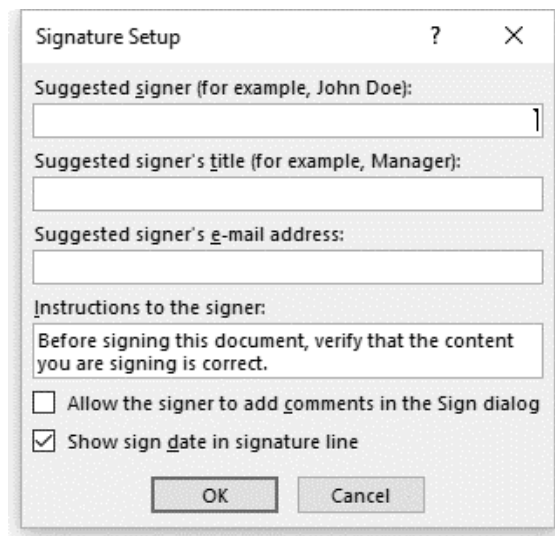 Signature Setup ? ×
Suggested signer (for example, John Doe):
Suggested signer's title (for example, Manager):
Suggested signer's e-mail address:
Instructions to the signer:
Before signing this document, verify that the content
you are signing is correct.
Allow the signer to add comments in the Sign dialog
Show sign date in signature line
OK Cancel